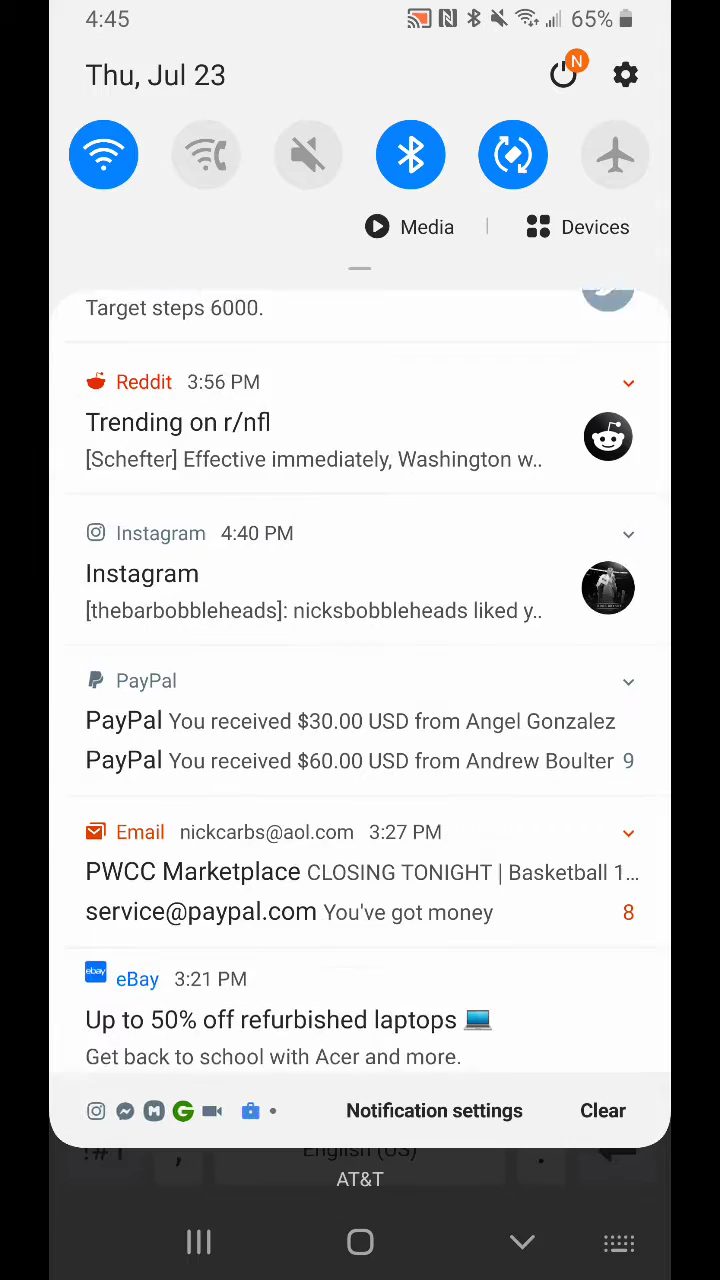 4:45 65%
Thu, Jul 23 N
Media | Devices
Target steps 6000.
Reddit 3:56 PM
Trending on r/nfl
[Schefter] Effective immediately, Washington w..
Instagram 4:40 PM
Instagram
[thebarbobbleheads]: nicksbobbleheads liked y..
PayPal
PayPal You received $30.00 USD from Angel Gonzalez
PayPal You received $60.00 USD from Andrew Boulter 9
Email nickcarbs@aol.com 3:27 PM
PWCC Marketplace CLOSING TONIGHT | Basketball 1...
service@paypal.com You've got money 8
ebay eBay 3:21 PM
Up to 50% off refurbished laptops 💻
Get back to school with Acer and more.
Notification settings Clear
!#1 , English (US) .
AT&T